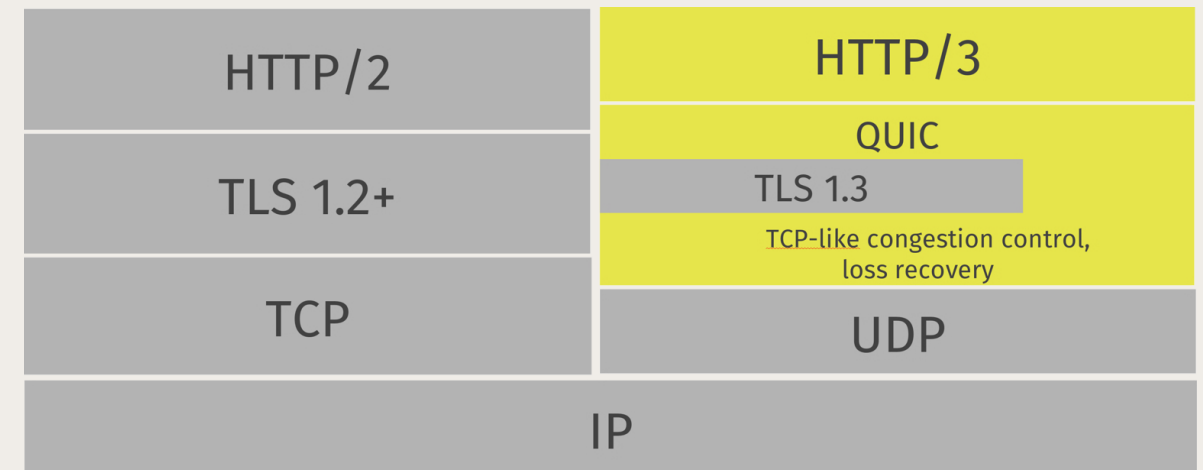 HTTP/2
TLS 1.2+
TCP
HTTP/3
QUIC
TLS 1.3
TCP-like congestion control,
loss recovery
UDP
IP